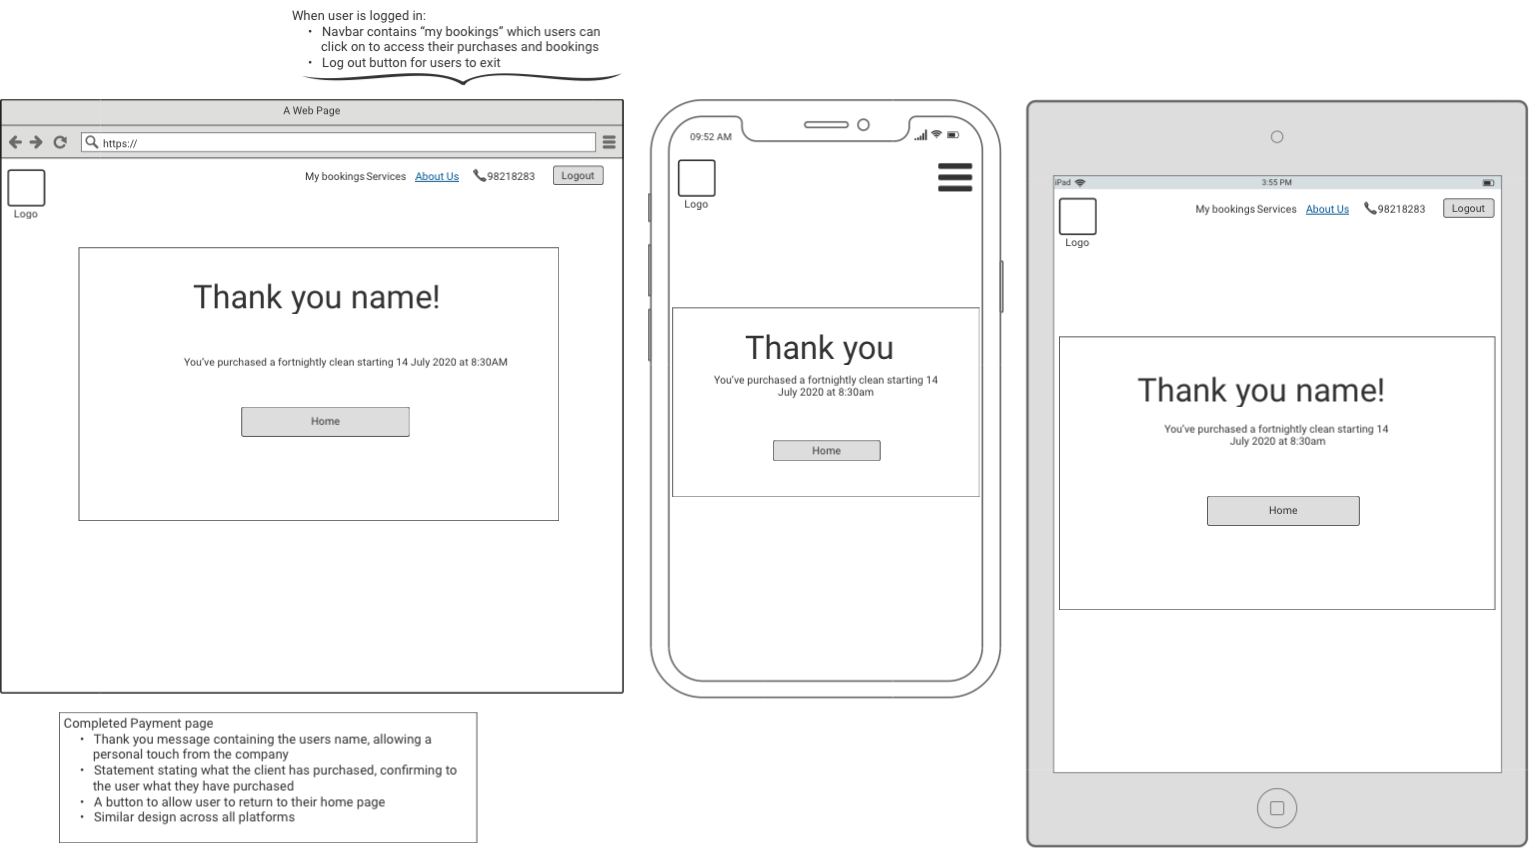 When user is logged in:
• Navbar contains “my bookings” which users can
click on to access their purchases and bookings
• Log out button for users to exit
A Web Page
https://
My bookings Services About Us 98218283 Logout
Logo
Thank you name!
You’ve purchased a fortnightly clean starting 14 July 2020 at 8:30AM
Home
09:52 AM
Logo
Thank you
You’ve purchased a fortnightly clean starting 14
July 2020 at 8:30am
Home
iPad 3:55 PM
My bookings Services About Us 98218283 Logout
Logo
Thank you name!
You’ve purchased a fortnightly clean starting 14
July 2020 at 8:30am
Home
Completed Payment page
• Thank you message containing the users name, allowing a
personal touch from the company
• Statement stating what the client has purchased, confirming to
the user what they have purchased
• A button to allow user to return to their home page
• Similar design across all platforms